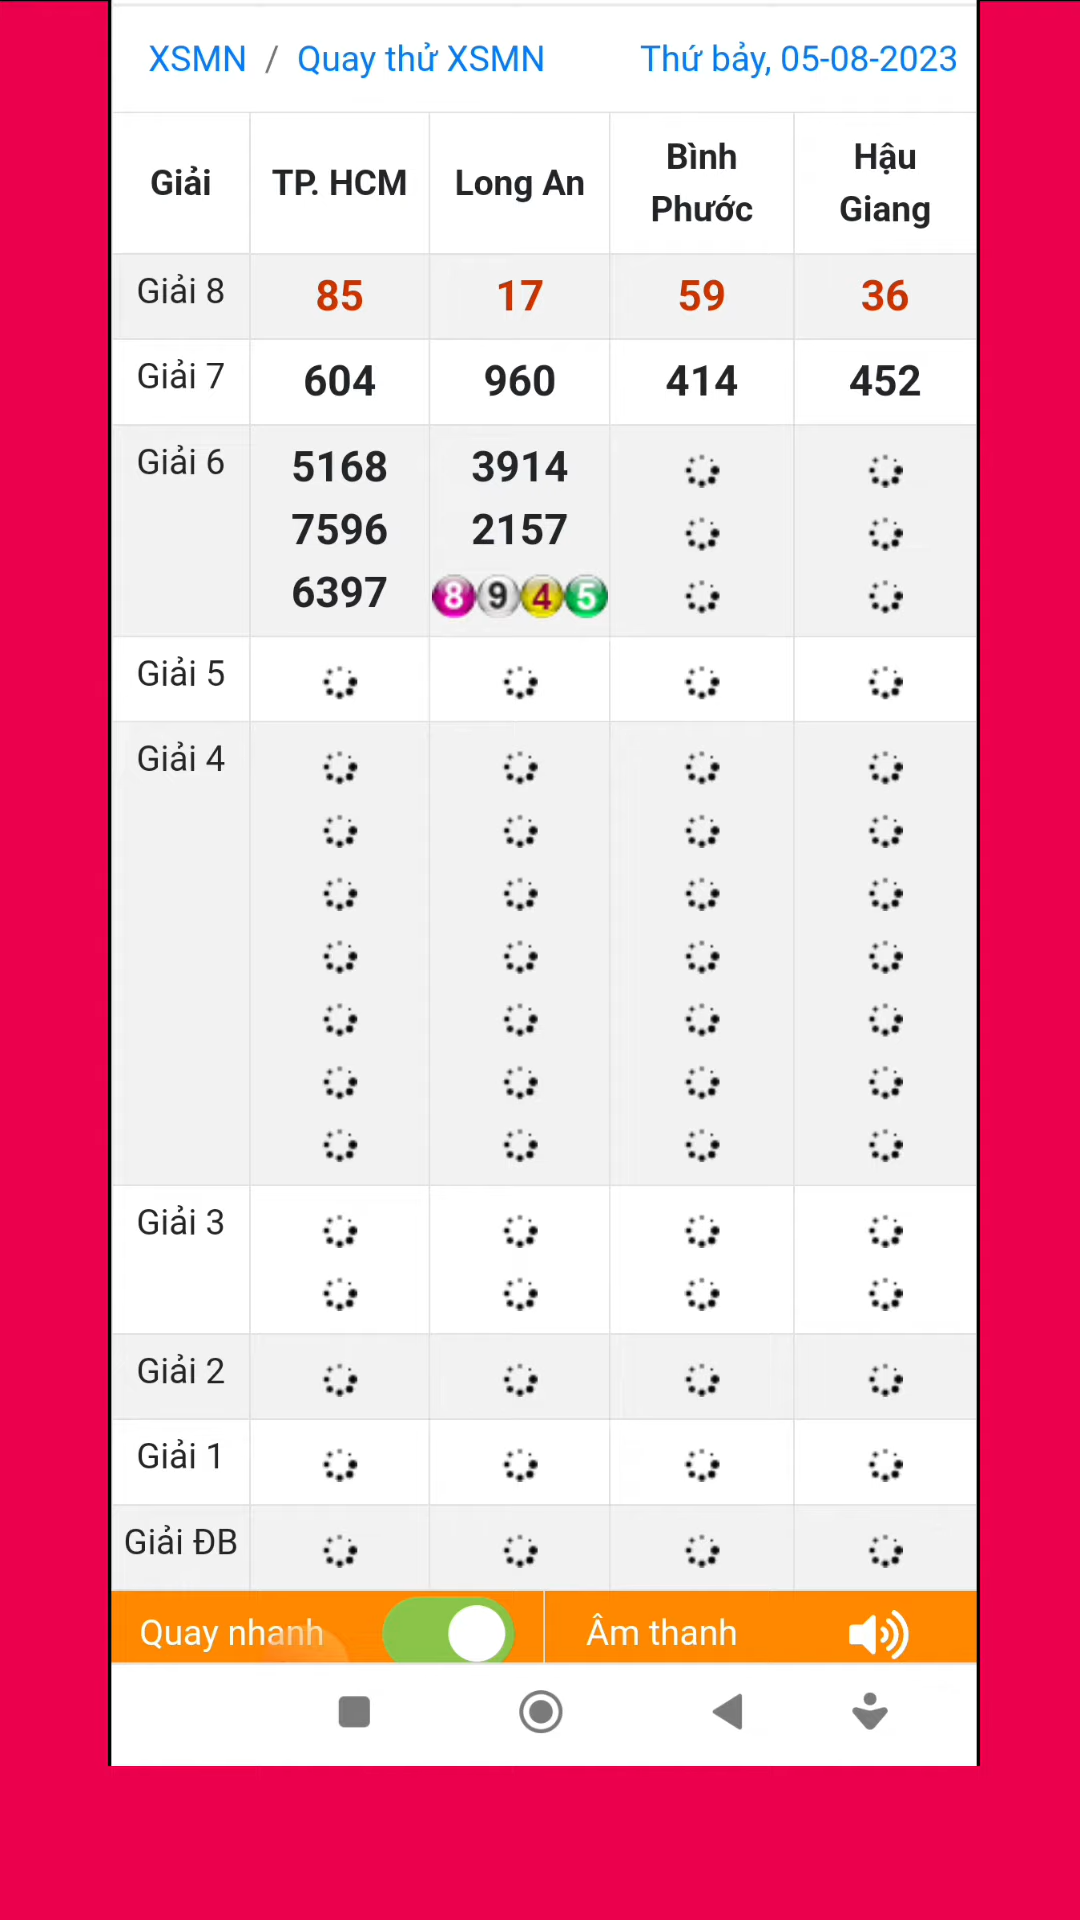 XSMN / Quay thử XSMN Thứ bảy, 05-08-2023
Giải TP. HCM Long An Bình Phước Hậu Giang
Giải 8 85 17 59 36
Giải 7 604 960 414 452
Giải 6 5168 3914
7596 2157
6397 8945
Giải 5
Giải 4
Giải 3
Giải 2
Giải 1
Giải ĐB
Quay nhanh Âm thanh